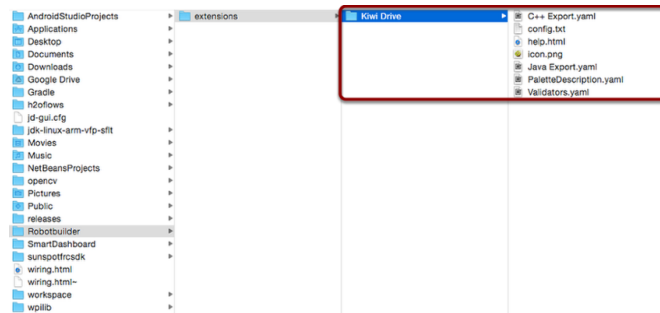 AndroidStudioProjects
Applications
Desktop
Documents
Downloads
Google Drive
Gradle
h2oflows
jd-gui.cfg
jdk-linux-arm-vfp-sflt
Movies
Music
NetBeansProjects
opencv
Pictures
Public
releases
Robotbuilder
SmartDashboard
sunspotfrcsdk
wiring.html
wiring.html~
workspace
wpilib
extensions
Kiwi Drive
C++ Export.yaml
config.txt
help.html
icon.png
Java Export.yaml
PaletteDescription.yaml
Validators.yaml